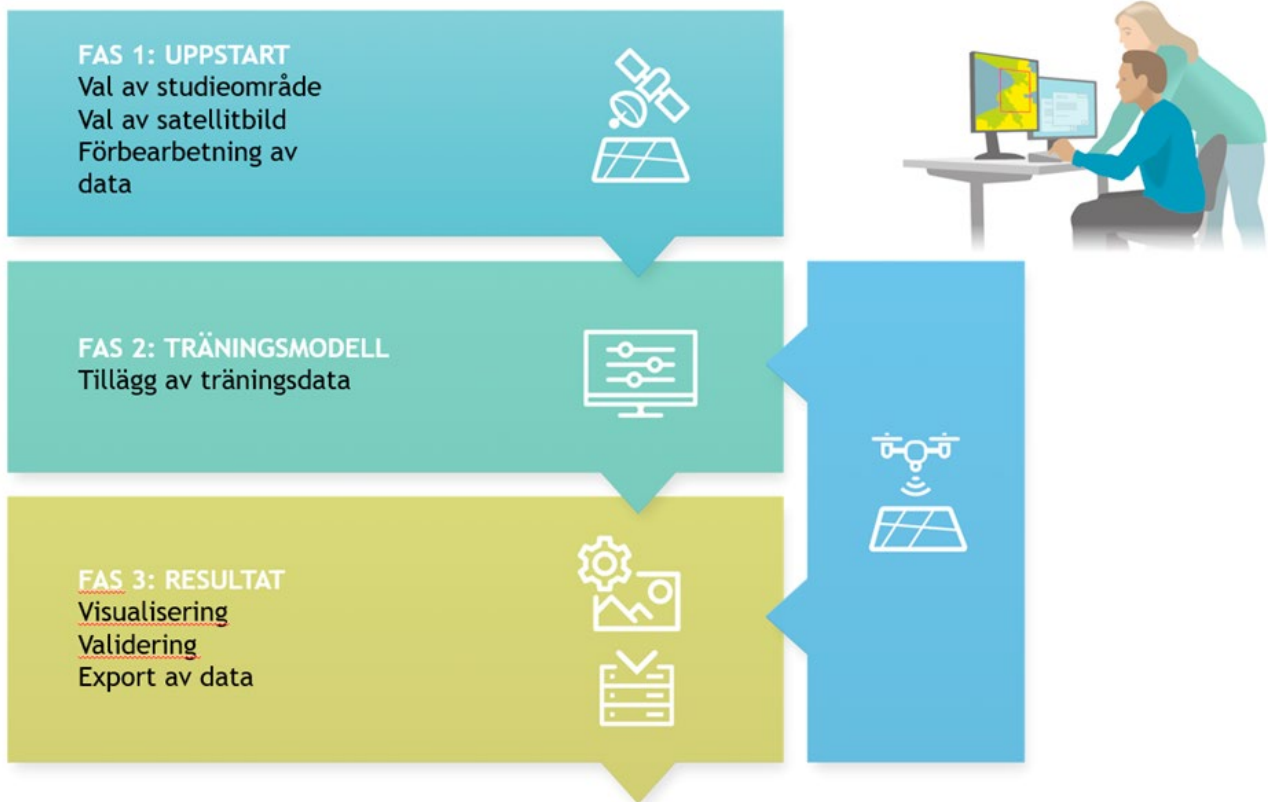 FAS 1: UPPSTART
Val av studieområde
Val av satellitbild
Förbearbetning av
data
FAS 2: TRÄNINGSMODELL
Tillägg av träningsdata
FAS 3: RESULTAT
Visualisering
Validering
Export av data